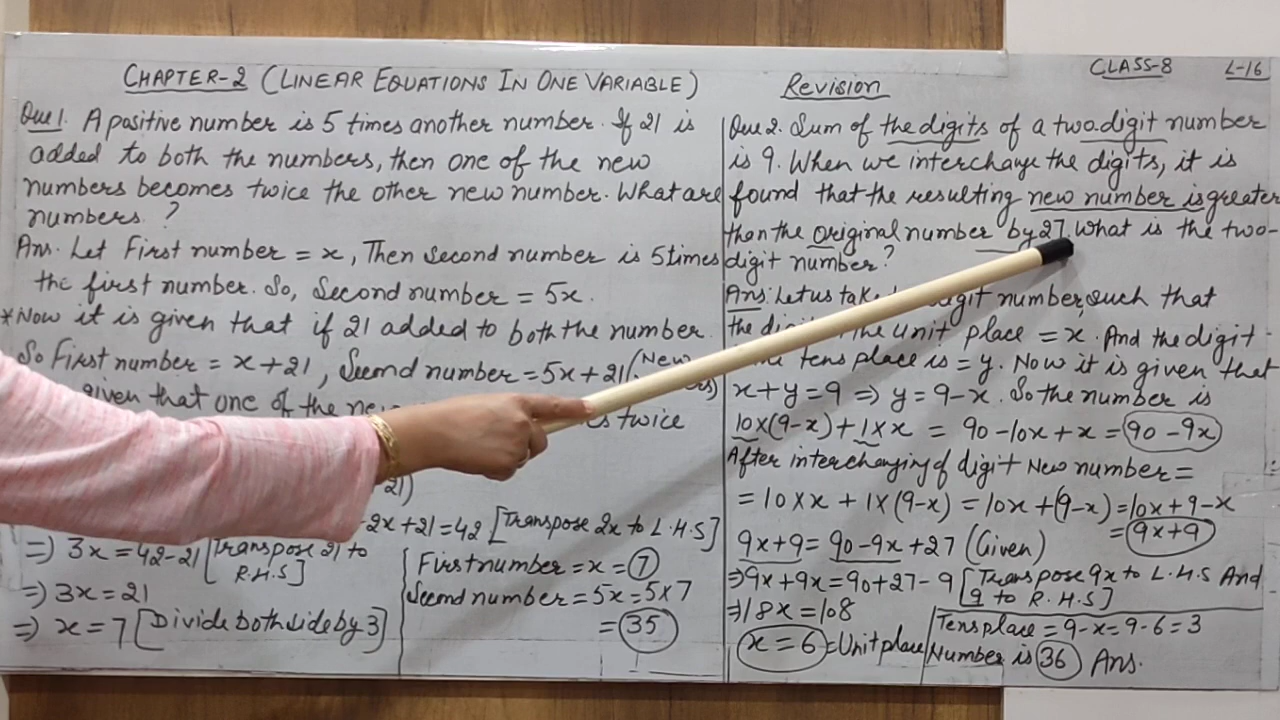 CHAPTER-2 (LINEAR EQUATIONS IN ONE VARIABLE)
Revision
CLASS-8
L-16
Que 1. A positive number is 5 times another number. If 21 is
added to both the numbers, then one of the new
numbers becomes twice the other new number. What are
numbers ?
Ans. Let First number = x, Then Second number is 5 times
the first number. So, Second number = 5x.
*Now it is given that if 21 added to both the number.
So First number = x+21, Second number = 5x+21 (New
given that one of the
twice
21)
2x+21=42 [Transpose 2x to L.H.S]
=) 3x = 42-21 [Transpose 21 to
R.H.S]
=) 3x = 21
=) x = 7 [Divide both side by 3]
First number = x = 7
Second number = 5x = 5x7
= 35
Que 2. Sum of the digits of a two-digit number
is 9. When we interchange the digits, it is
found that the resulting new number is greater
than the original number by 27. What is the two-
digit number?
Ans: Let us number, such that
the unit place = x. And the digit
tens place is = y. Now it is given that
x+y=9 => y=9-x. So the number is
10x(9-x)+1xx = 90-10x+x = 90-9x
After interchanging of digit New number =
= 10xx + 1x(9-x) = 10x+(9-x) = 10x+9-x
= 9x+9
9x+9 = 90-9x+27 (Given)
=> 9x+9x=90+27-9 [Transpose 9x to L.H.S And
9 to R.H.S]
=> 18x=108
x=6 = Unit place
Tens place = 9-x = 9-6 = 3
Number is 36 Ans.